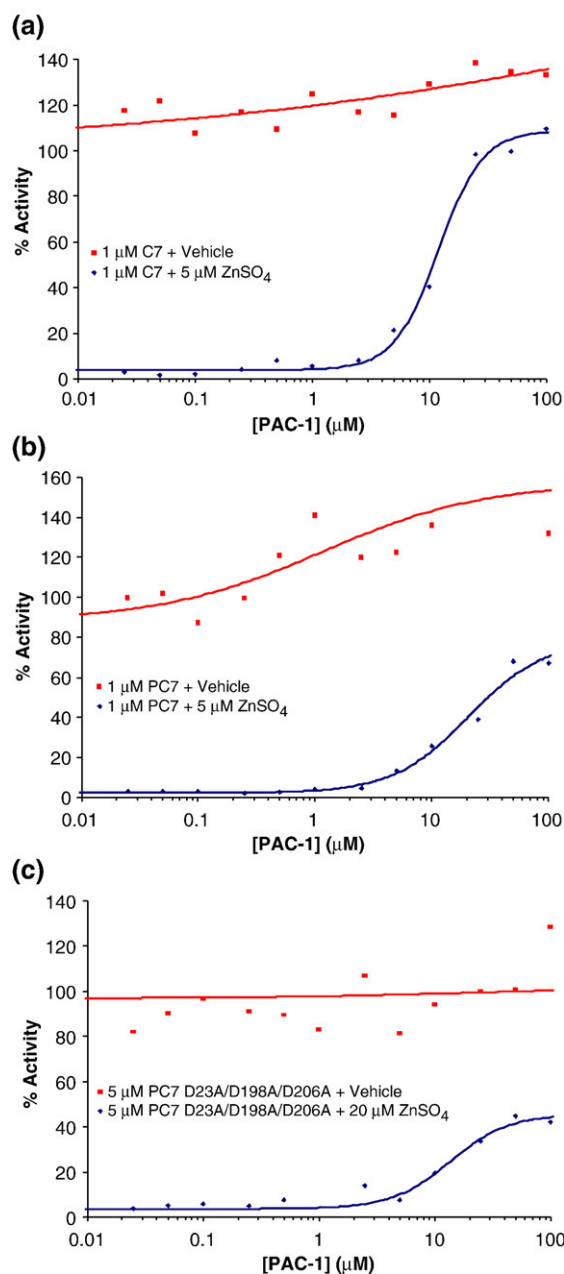 (a)
140
120
100
80
60
40
20
0
% Activity
1 µM C7 + Vehicle
1 µM C7 + 5 µM ZnSO4
0.01 0.1 1 10 100
[PAC-1] (µM)
(b)
160
140
120
100
80
60
40
20
0
% Activity
1 µM PC7 + Vehicle
1 µM PC7 + 5 µM ZnSO4
0.01 0.1 1 10 100
[PAC-1] (µM)
(c)
140
120
100
80
60
40
20
0
% Activity
5 µM PC7 D23A/D198A/D206A + Vehicle
5 µM PC7 D23A/D198A/D206A + 20 µM ZnSO4
0.01 0.1 1 10 100
[PAC-1] (µM)